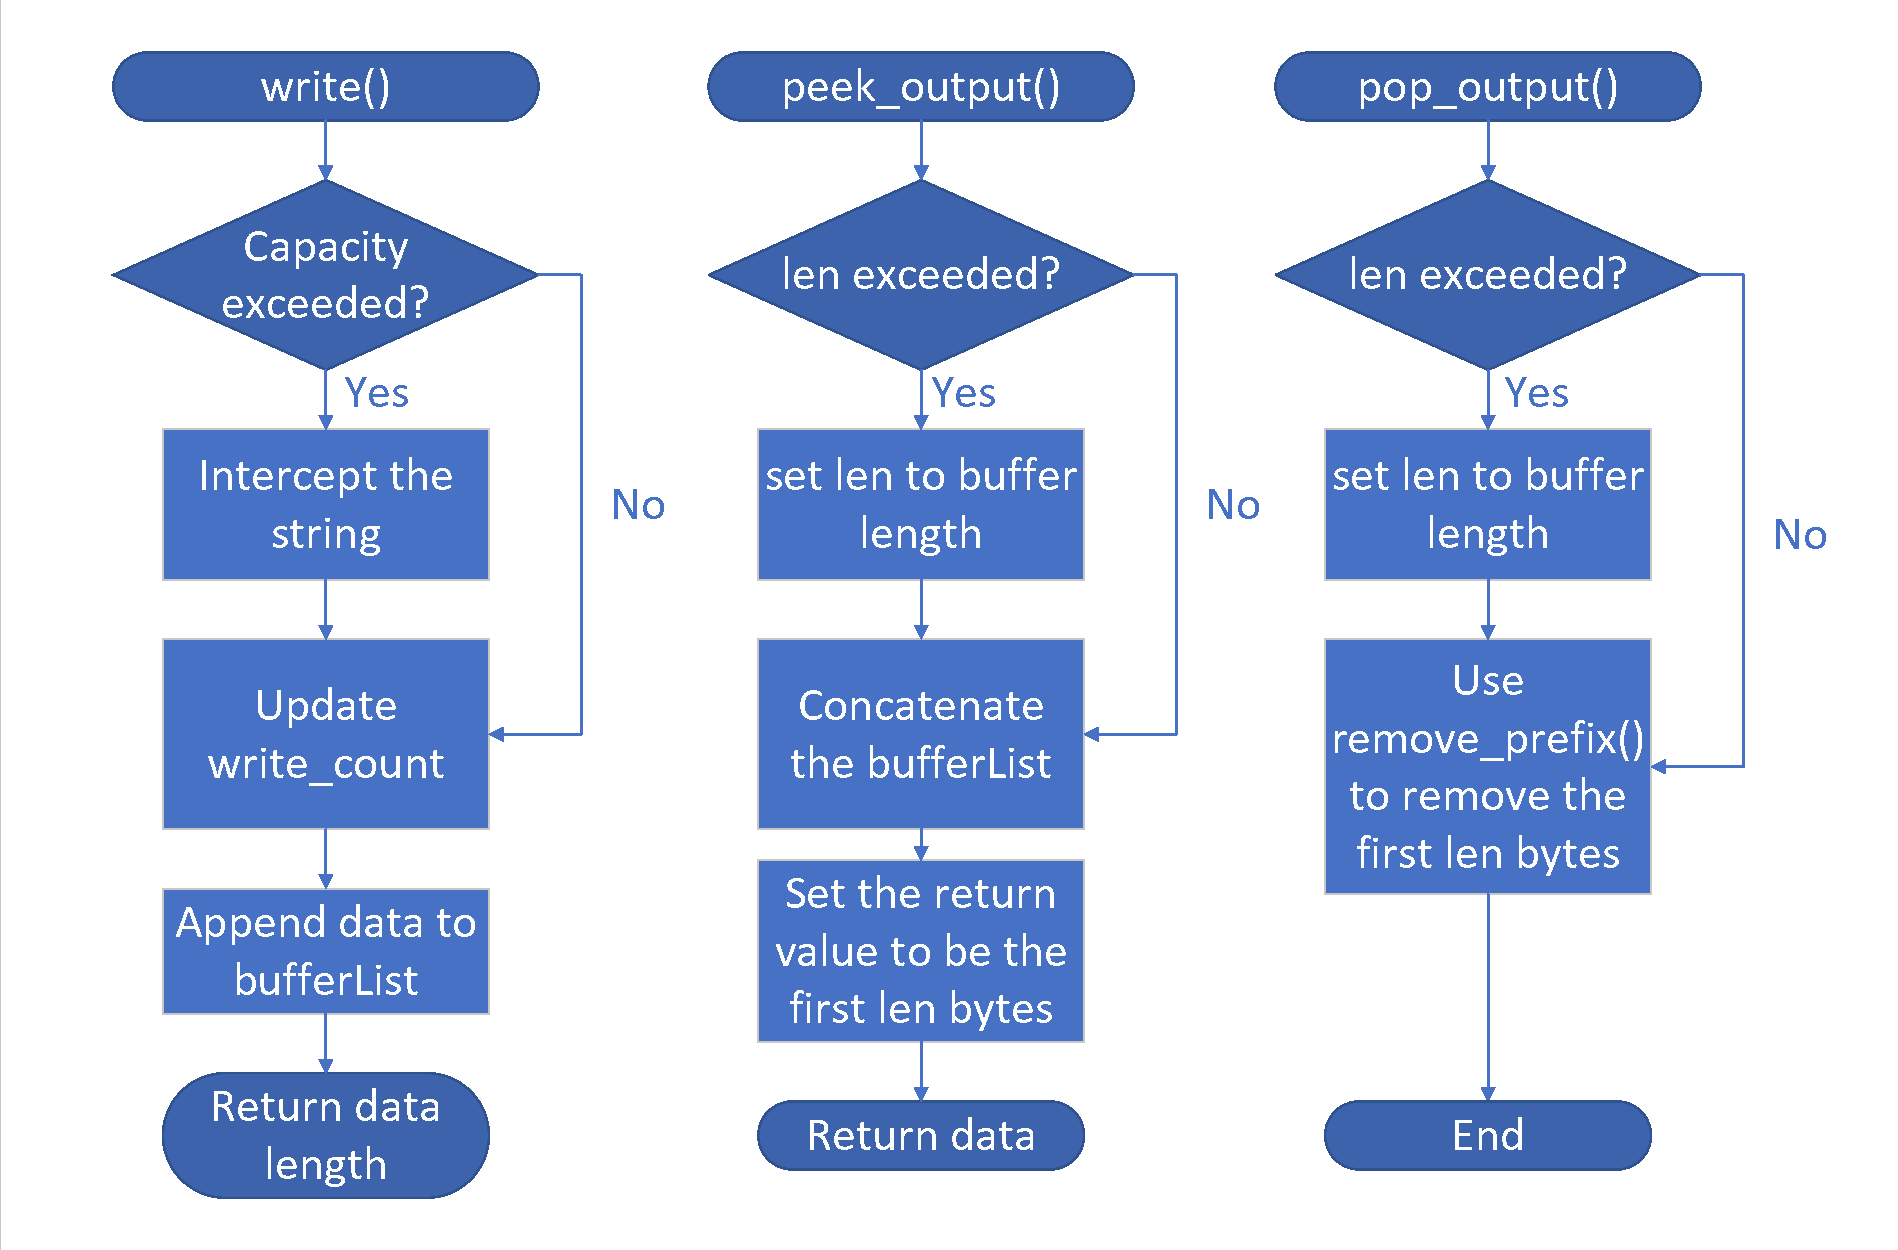 write()
Capacity
exceeded?
Yes
No
Intercept the
string
Update
write_count
Append data to
bufferList
Return data
length
peek_output()
len exceeded?
Yes
No
set len to buffer
length
Concatenate
the bufferList
Set the return
value to be the
first len bytes
Return data
pop_output()
len exceeded?
Yes
No
set len to buffer
length
Use
remove_prefix()
to remove the
first len bytes
End